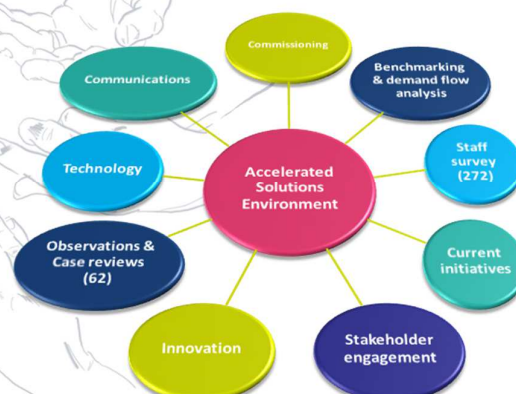 Commissioning
Communications
Benchmarking
& demand flow
analysis
Technology
Accelerated
Solutions
Environment
Staff
survey
(272)
Observations &
Case reviews
(62)
Current
initiatives
Innovation
Stakeholder
engagement